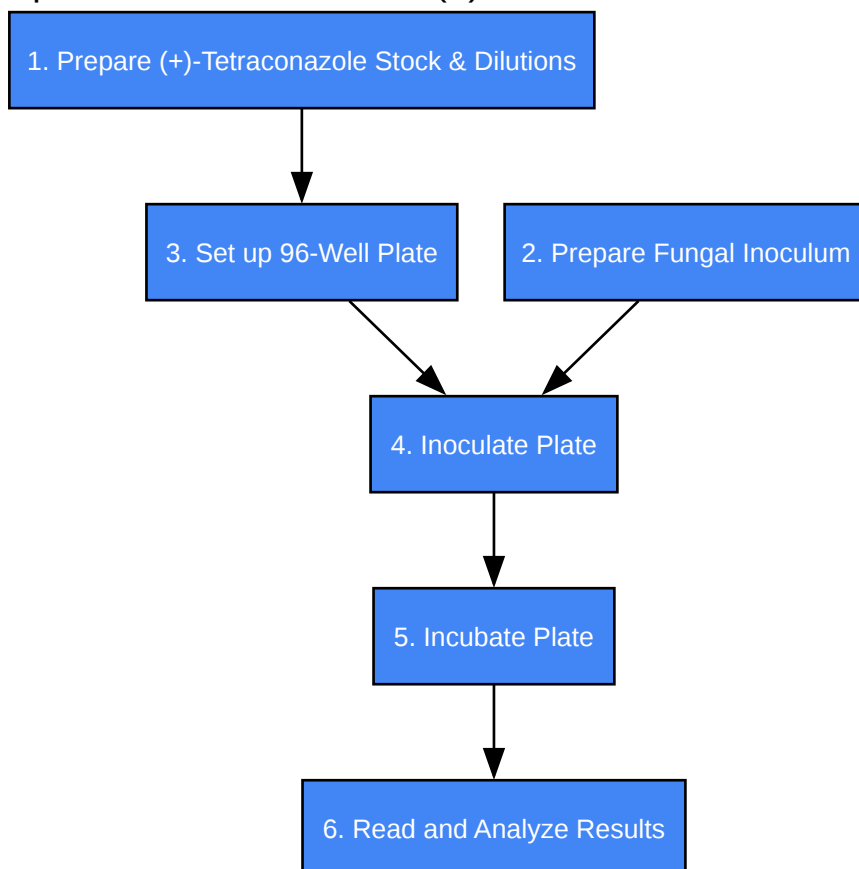 1. Prepare (+)-Tetraconazole Stock & Dilutions
3. Set up 96-Well Plate
2. Prepare Fungal Inoculum
4. Inoculate Plate
5. Incubate Plate
6. Read and Analyze Results